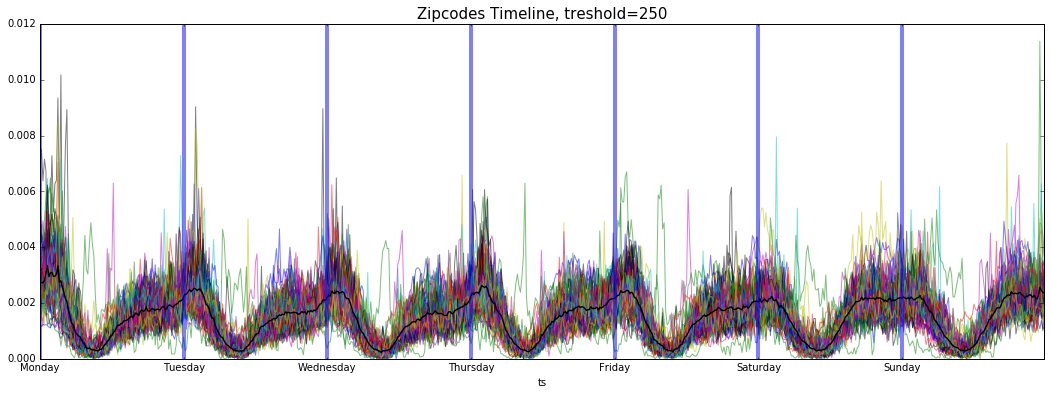 Zipcodes Timeline, treshold=250
0.012
0.010
0.008
0.006
0.004
0.002
0.000
Monday Tuesday Wednesday Thursday Friday Saturday Sunday
ts